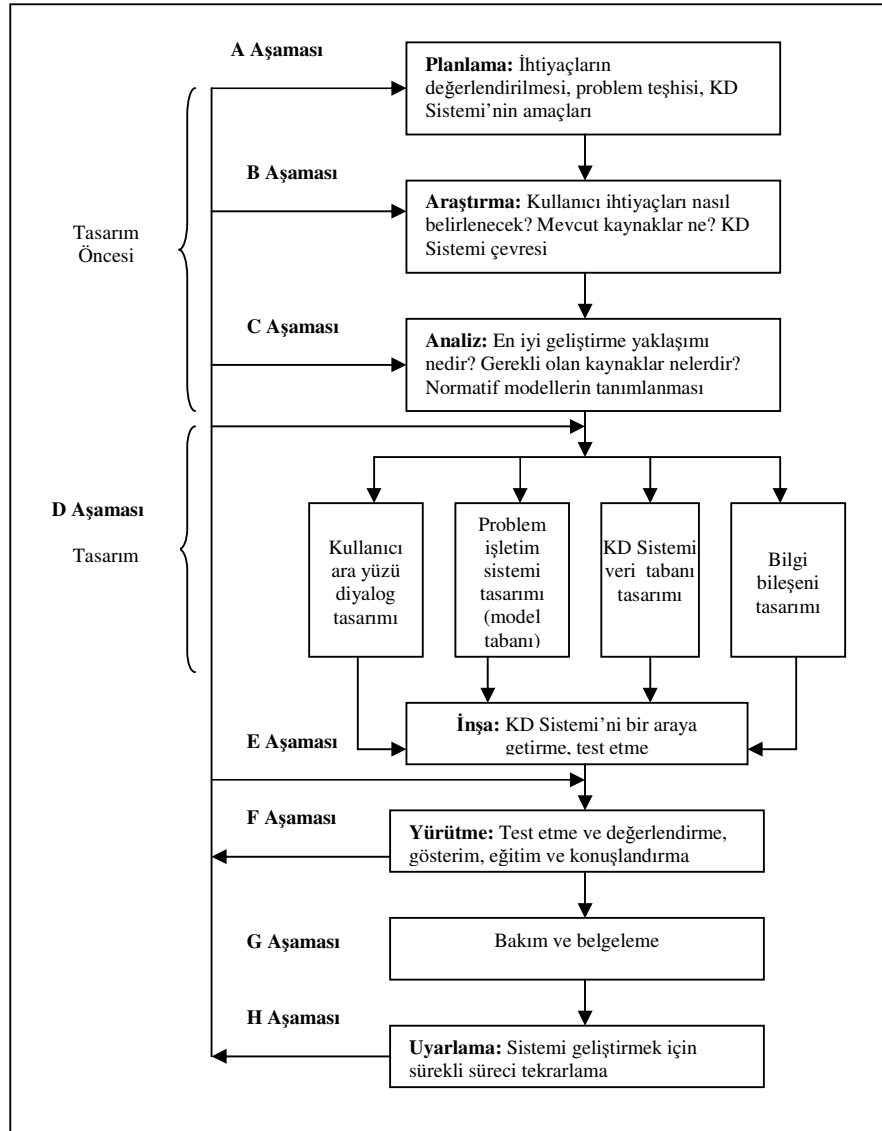 A Aşaması
Planlama: İhtiyaçların
değerlendirilmesi, problem teşhisi, KD
Sistemi’nin amaçları
B Aşaması
Araştırma: Kullanıcı ihtiyaçları nasıl
belirlenecek? Mevcut kaynaklar ne? KD
Sistemi çevresi
Tasarım
Öncesi
C Aşaması
Analiz: En iyi geliştirme yaklaşımı
nedir? Gerekli olan kaynaklar nelerdir?
Normatif modellerin tanımlanması
D Aşaması
Tasarım
Kullanıcı
ara yüzü
diyalog
tasarımı
Problem
işletim
sistemi
tasarımı
(model
tabanı)
KD Sistemi
veri tabanı
tasarımı
Bilgi
bileşeni
tasarımı
E Aşaması
İnşa: KD Sistemi’ni bir araya
getirme, test etme
F Aşaması
Yürütme: Test etme ve değerlendirme,
gösterim, eğitim ve konuşlandırma
G Aşaması
Bakım ve belgeleme
H Aşaması
Uyarlama: Sistemi geliştirmek için
sürekli süreci tekrarlama